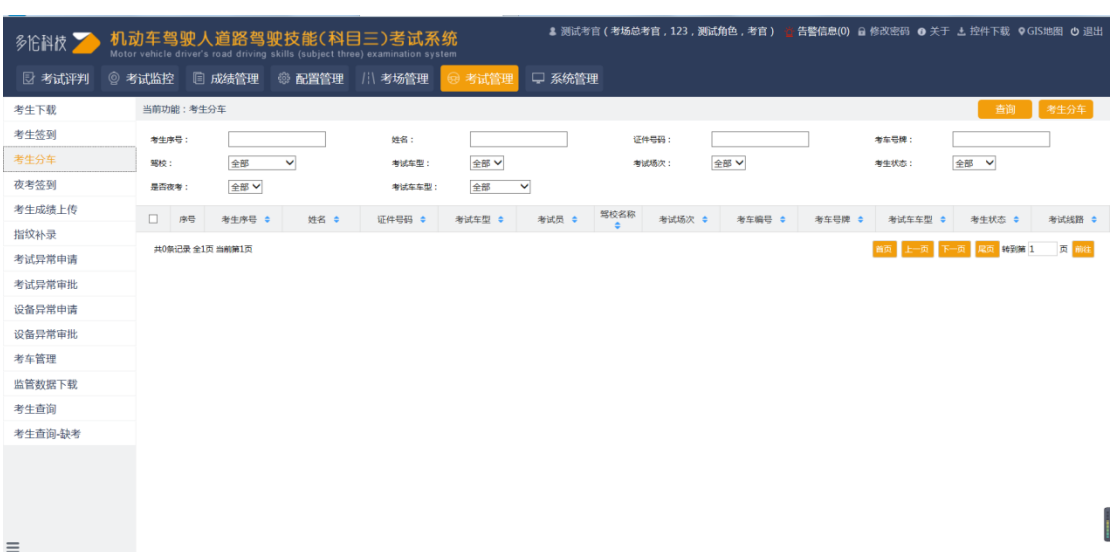 多伦科技 机动车驾驶人道路驾驶技能(科目三)考试系统
Motor vehicle driver's road driving skills (subject three) examination system
测试考官 ( 考场总考官，123，测试角色，考官 ) 告警信息(0) 修改密码 关于 控件下载 GIS地图 退出
考试评判 考试监控 成绩管理 配置管理 考场管理 考试管理 系统管理
考生下载
考生签到
考生分车
夜考签到
考生成绩上传
指纹补录
考试异常申请
考试异常审批
设备异常申请
设备异常审批
考车管理
监管数据下载
考生查询
考生查询-缺考
当前功能：考生分车 查询 考生分车
考生序号： 姓名： 证件号码： 考车号牌：
驾校： 全部 考试车型： 全部 考试场次： 全部 考生状态： 全部
是否夜考： 全部 考试车车型： 全部
序号 考生序号 姓名 证件号码 考试车型 考试员 驾校名称 考试场次 考车编号 考车号牌 考试车车型 考生状态 考试线路
共0条记录 全1页 当前第1页 首页 上一页 下一页 尾页 转到第 1 页 前往